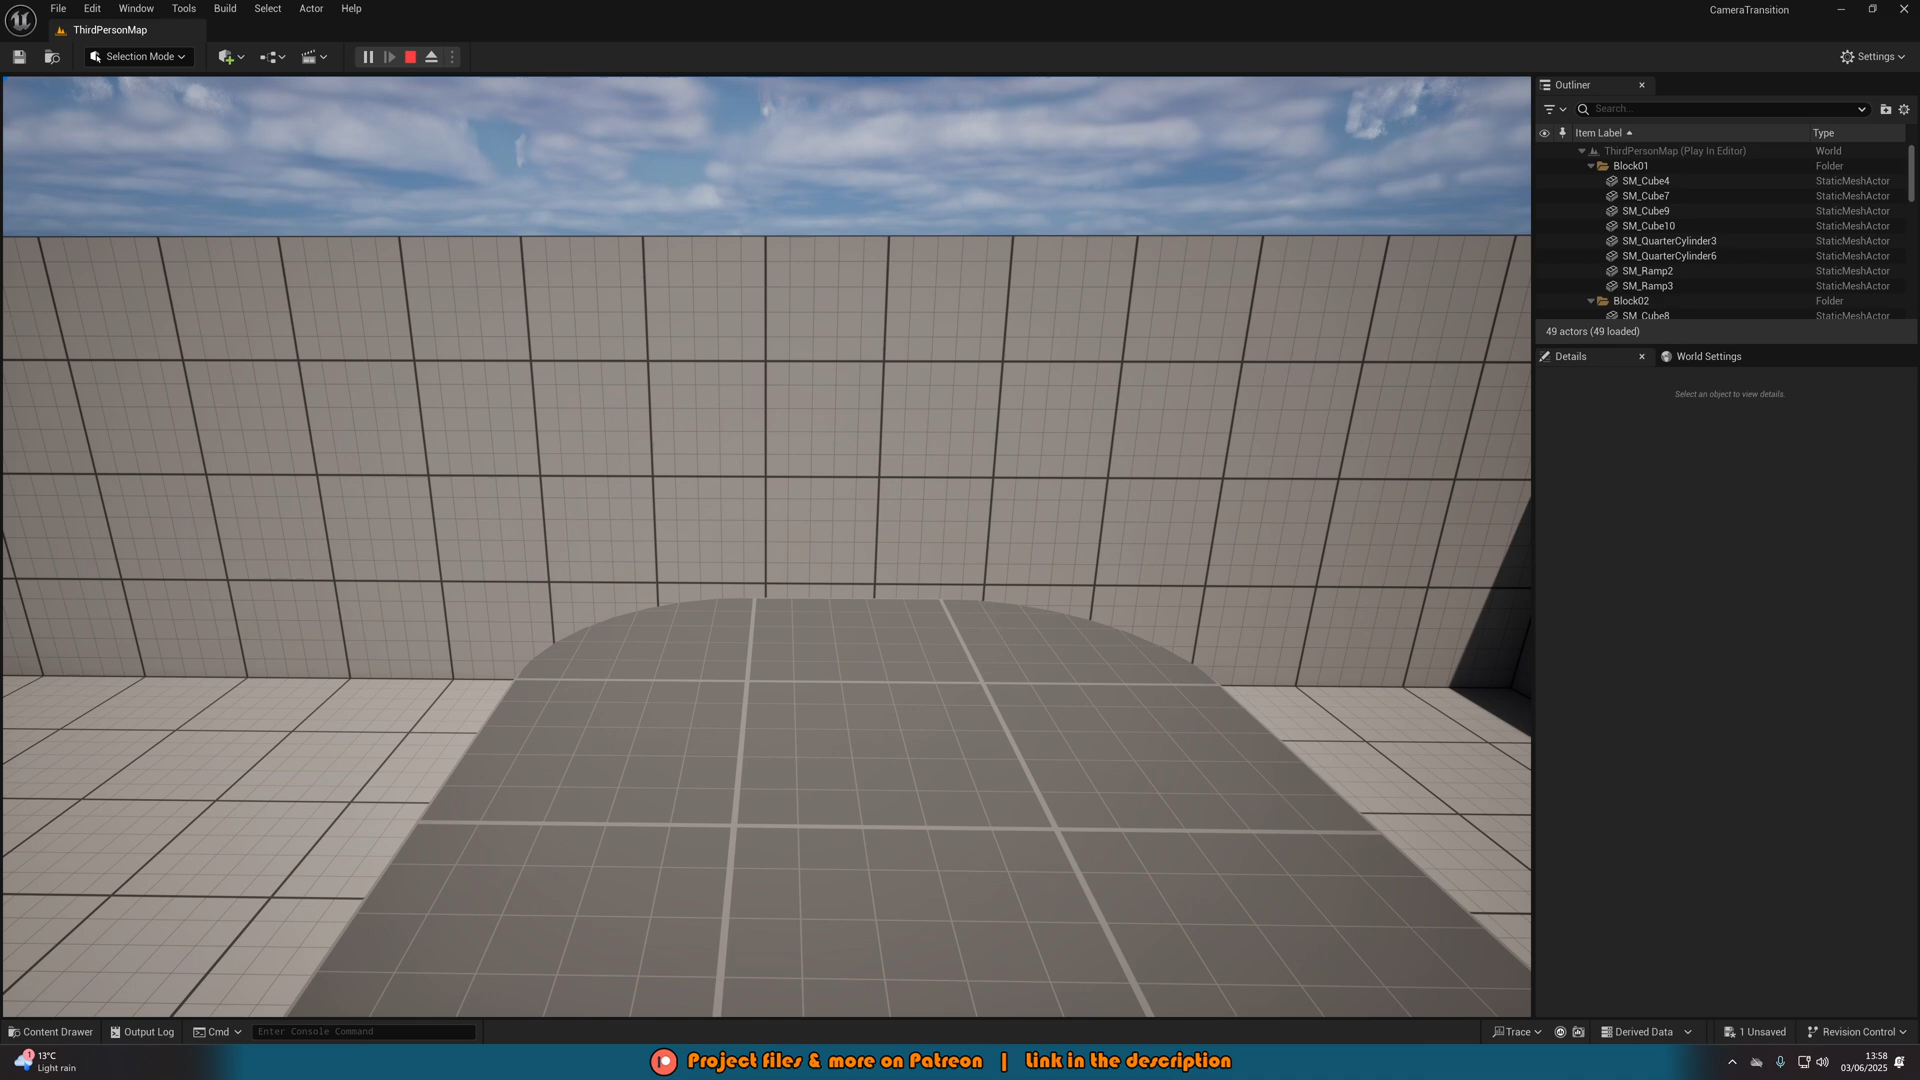 File Edit Window Tools Build Select Actor Help
CameraTransition
ThirdPersonMap
Selection Mode
Settings
Outliner
Search...
Item Label Type
ThirdPersonMap (Play In Editor) World
Block01 Folder
SM_Cube4 StaticMeshActor
SM_Cube7 StaticMeshActor
SM_Cube9 StaticMeshActor
SM_Cube10 StaticMeshActor
SM_QuarterCylinder3 StaticMeshActor
SM_QuarterCylinder6 StaticMeshActor
SM_Ramp2 StaticMeshActor
SM_Ramp3 StaticMeshActor
Block02 Folder
SM_Cube8 StaticMeshActor
49 actors (49 loaded)
Details World Settings
Select an object to view details.
Content Drawer Output Log Cmd Enter Console Command Trace Derived Data 1 Unsaved Revision Control
1
13°C
Light rain
Project files & more on Patreon | Link in the description
13:58
03/06/2025